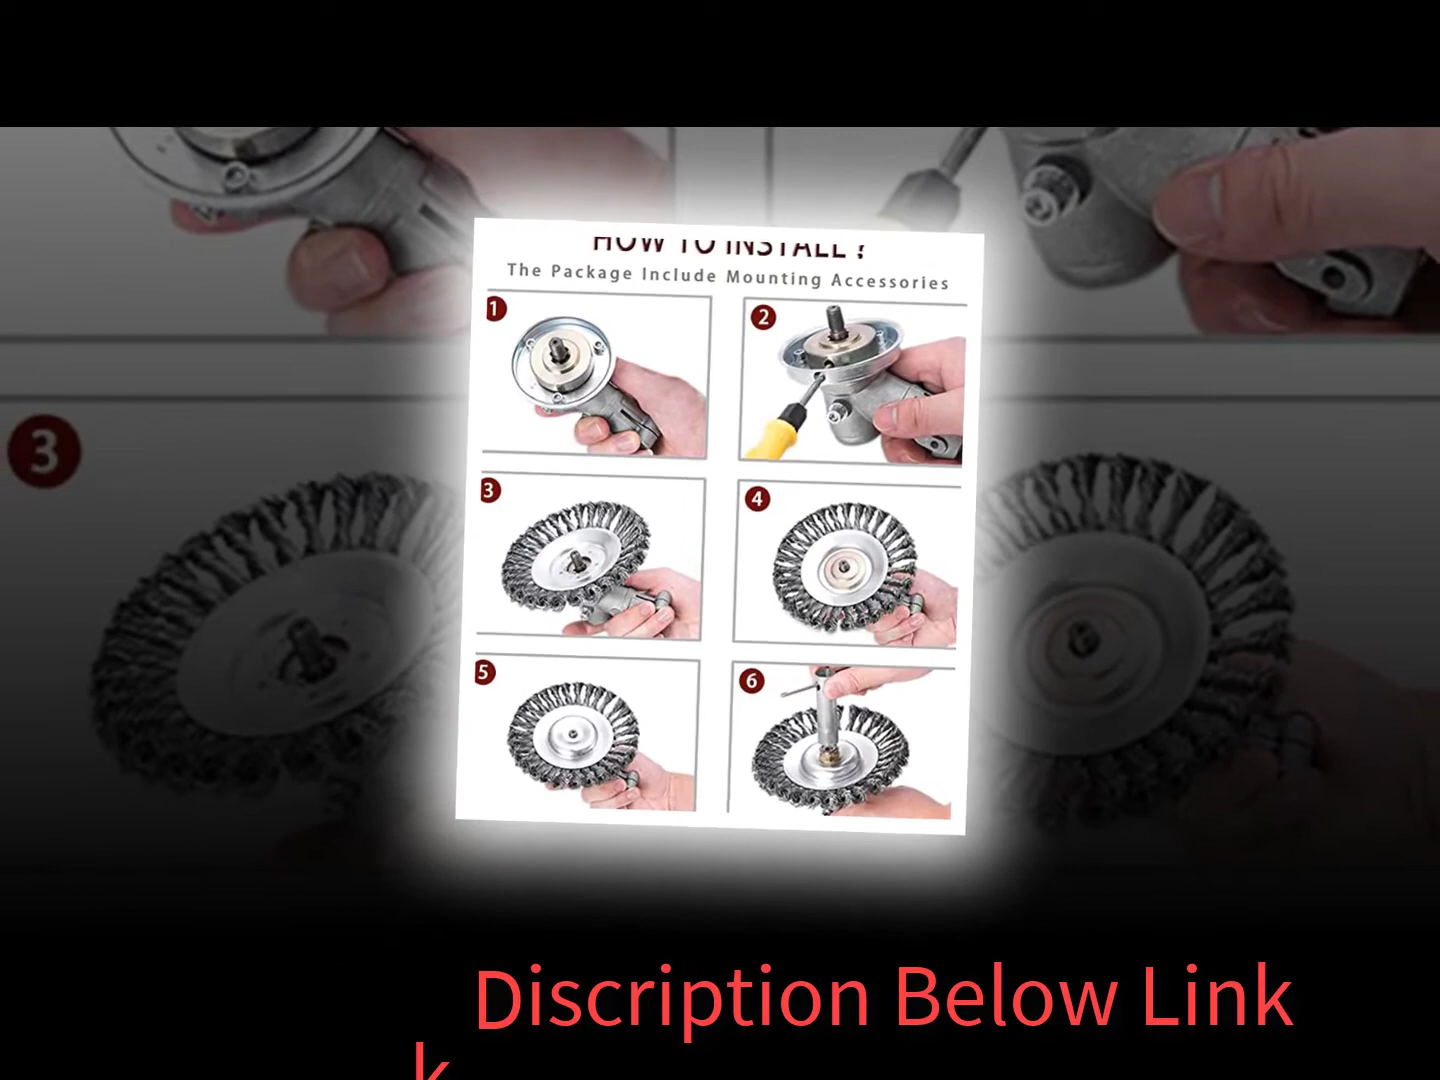 HOW TO INSTALL ?
The Package Include Mounting Accessories
1
2
3
3
4
5
6
Discription Below Link
k